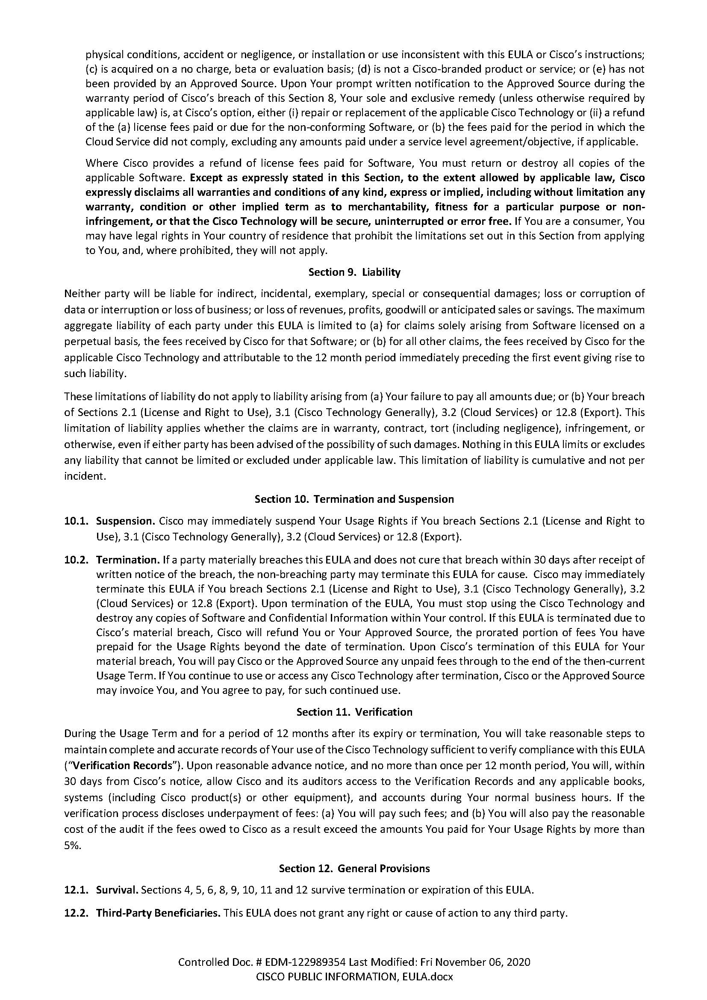 physical conditions, accident or negligence, or installation or use inconsistent with this EULA or Cisco's instructions;
(c) is acquired on a no charge, beta or evaluation basis; (d) is not a Cisco-branded product or service; or (e) has not
been provided by an Approved Source. Upon Your prompt written notification to the Approved Source during the
warranty period of Cisco's breach of this Section 8, Your sole and exclusive remedy (unless otherwise required by
applicable law) is, at Cisco's option, either (i) repair or replacement of the applicable Cisco Technology or (ii) a refund
of the (a) license fees paid or due for the non-conforming Software, or (b) the fees paid for the period in which the
Cloud Service did not comply, excluding any amounts paid under a service level agreement/objective, if applicable.
Where Cisco provides a refund of license fees paid for Software, You must return or destroy all copies of the
applicable Software. Except as expressly stated in this Section, to the extent allowed by applicable law, Cisco
expressly disclaims all warranties and conditions of any kind, express or implied, including without limitation any
warranty, condition or other implied term as to merchantability, fitness for a particular purpose or non-
infringement, or that the Cisco Technology will be secure, uninterrupted or error free. If You are a consumer, You
may have legal rights in Your country of residence that prohibit the limitations set out in this Section from applying
to You, and, where prohibited, they will not apply.
Section 9. Liability
Neither party will be liable for indirect, incidental, exemplary, special or consequential damages; loss or corruption of
data or interruption or loss of business; or loss of revenues, profits, goodwill or anticipated sales or savings. The maximum
aggregate liability of each party under this EULA is limited to (a) for claims solely arising from Software licensed on a
perpetual basis, the fees received by Cisco for that Software; or (b) for all other claims, the fees received by Cisco for the
applicable Cisco Technology and attributable to the 12 month period immediately preceding the first event giving rise to
such liability.
These limitations of liability do not apply to liability arising from (a) Your failure to pay all amounts due; or (b) Your breach
of Sections 2.1 (License and Right to Use), 3.1 (Cisco Technology Generally), 3.2 (Cloud Services) or 12.8 (Export). This
limitation of liability applies whether the claims are in warranty, contract, tort (including negligence), infringement, or
otherwise, even if either party has been advised of the possibility of such damages. Nothing in this EULA limits or excludes
any liability that cannot be limited or excluded under applicable law. This limitation of liability is cumulative and not per
incident.
Section 10. Termination and Suspension
10.1. Suspension. Cisco may immediately suspend Your Usage Rights if You breach Sections 2.1 (License and Right to
Use), 3.1 (Cisco Technology Generally), 3.2 (Cloud Services) or 12.8 (Export).
10.2. Termination. If a party materially breaches this EULA and does not cure that breach within 30 days after receipt of
written notice of the breach, the non-breaching party may terminate this EULA for cause. Cisco may immediately
terminate this EULA if You breach Sections 2.1 (License and Right to Use), 3.1 (Cisco Technology Generally), 3.2
(Cloud Services) or 12.8 (Export). Upon termination of the EULA, You must stop using the Cisco Technology and
destroy any copies of Software and Confidential Information within Your control. If this EULA is terminated due to
Cisco's material breach, Cisco will refund You or Your Approved Source, the prorated portion of fees You have
prepaid for the Usage Rights beyond the date of termination. Upon Cisco's termination of this EULA for Your
material breach, You will pay Cisco or the Approved Source any unpaid fees through to the end of the then-current
Usage Term. If You continue to use or access any Cisco Technology after termination, Cisco or the Approved Source
may invoice You, and You agree to pay, for such continued use.
Section 11. Verification
During the Usage Term and for a period of 12 months after its expiry or termination, You will take reasonable steps to
maintain complete and accurate records of Your use of the Cisco Technology sufficient to verify compliance with this EULA
("Verification Records"). Upon reasonable advance notice, and no more than once per 12 month period, You will, within
30 days from Cisco's notice, allow Cisco and its auditors access to the Verification Records and any applicable books,
systems (including Cisco product(s) or other equipment), and accounts during Your normal business hours. If the
verification process discloses underpayment of fees: (a) You will pay such fees; and (b) You will also pay the reasonable
cost of the audit if the fees owed to Cisco as a result exceed the amounts You paid for Your Usage Rights by more than
5%.
Section 12. General Provisions
12.1. Survival. Sections 4, 5, 6, 8, 9, 10, 11 and 12 survive termination or expiration of this EULA.
12.2. Third-Party Beneficiaries. This EULA does not grant any right or cause of action to any third party.
Controlled Doc. # EDM-122989354 Last Modified: Fri November 06, 2020
CISCO PUBLIC INFORMATION, EULA.docx